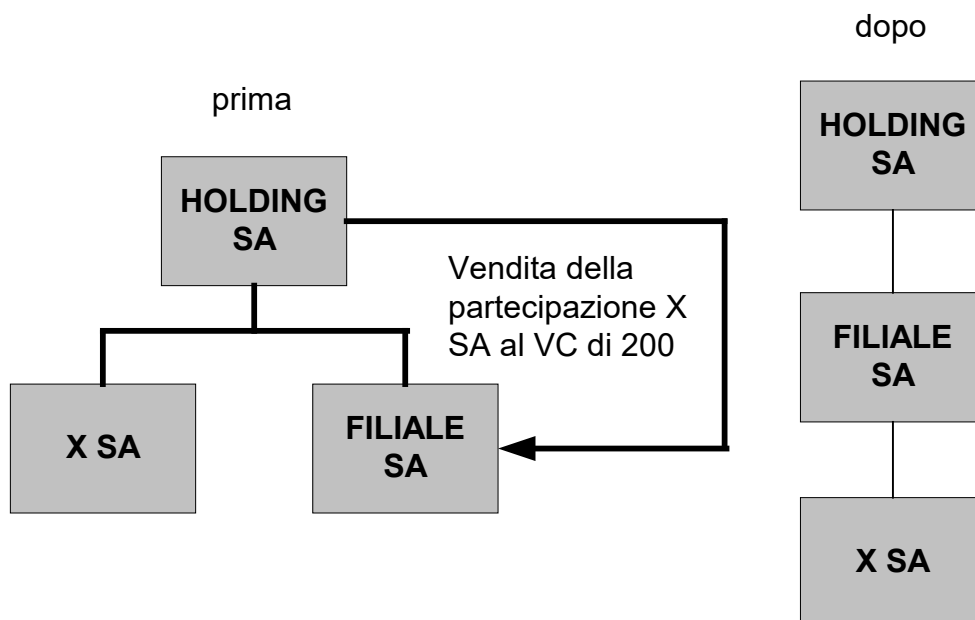 prima
HOLDING
SA
Vendita della
partecipazione X
SA al VC di 200
X SA
FILIALE
SA
dopo
HOLDING
SA
FILIALE
SA
X SA